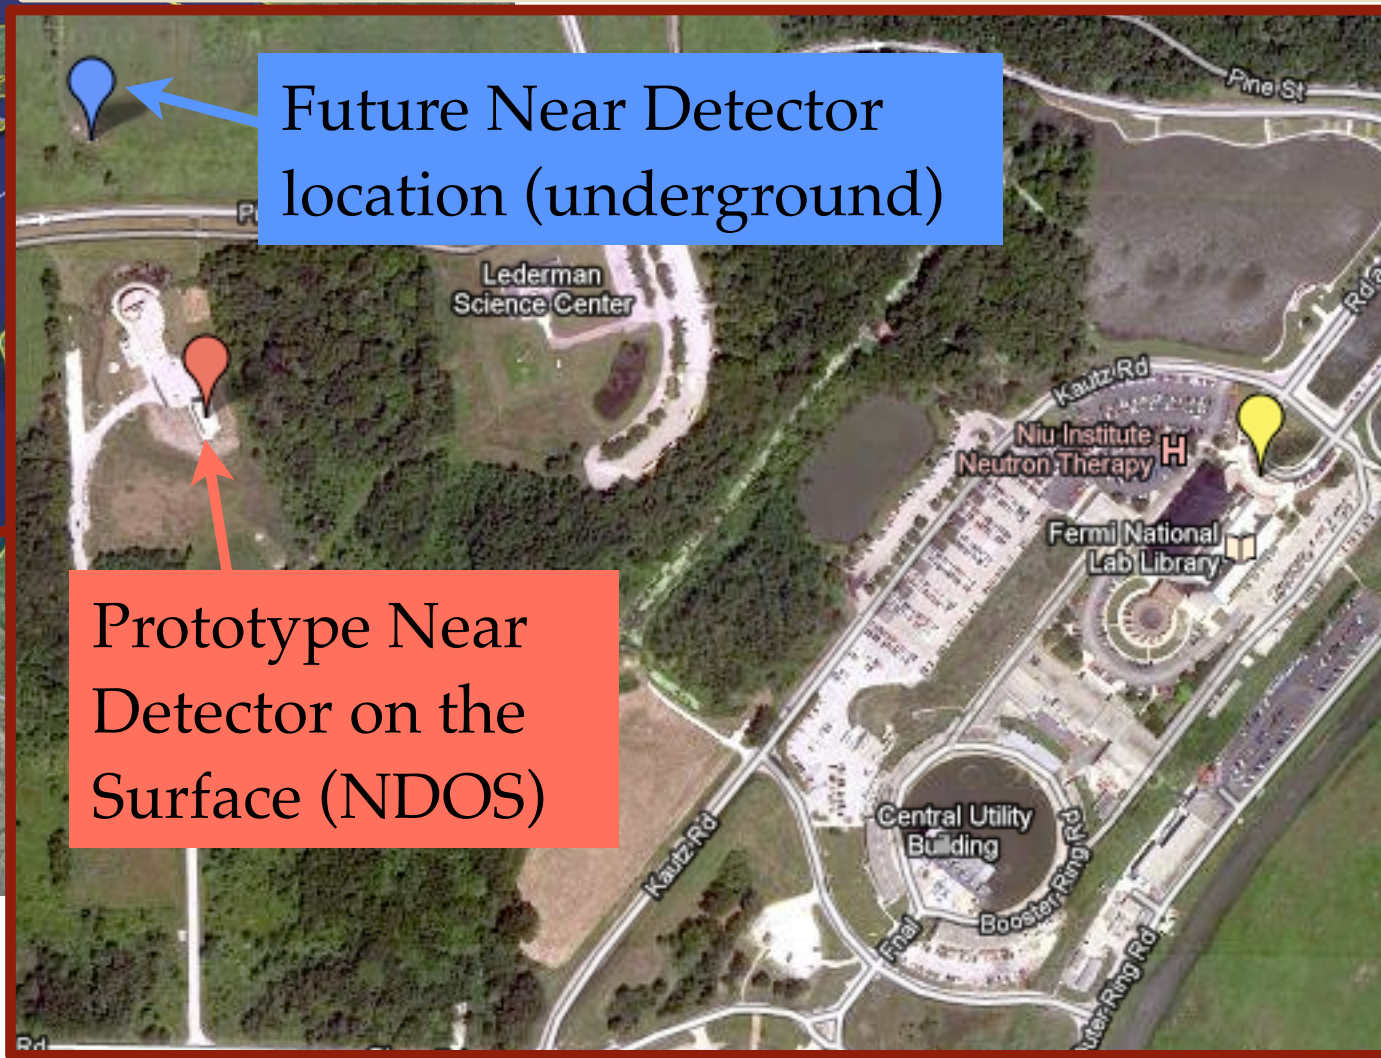 Future Near Detector
location (underground)
Pine St
Lederman
Science Center
Kautz Rd
Niu Institute
Neutron Therapy
H
Fermi National
Lab Library
Prototype Near
Detector on the
Surface (NDOS)
Central Utility
Building
Kautz Rd
Booster Ring Rd
Fnal
Outer Ring Rd
Rd